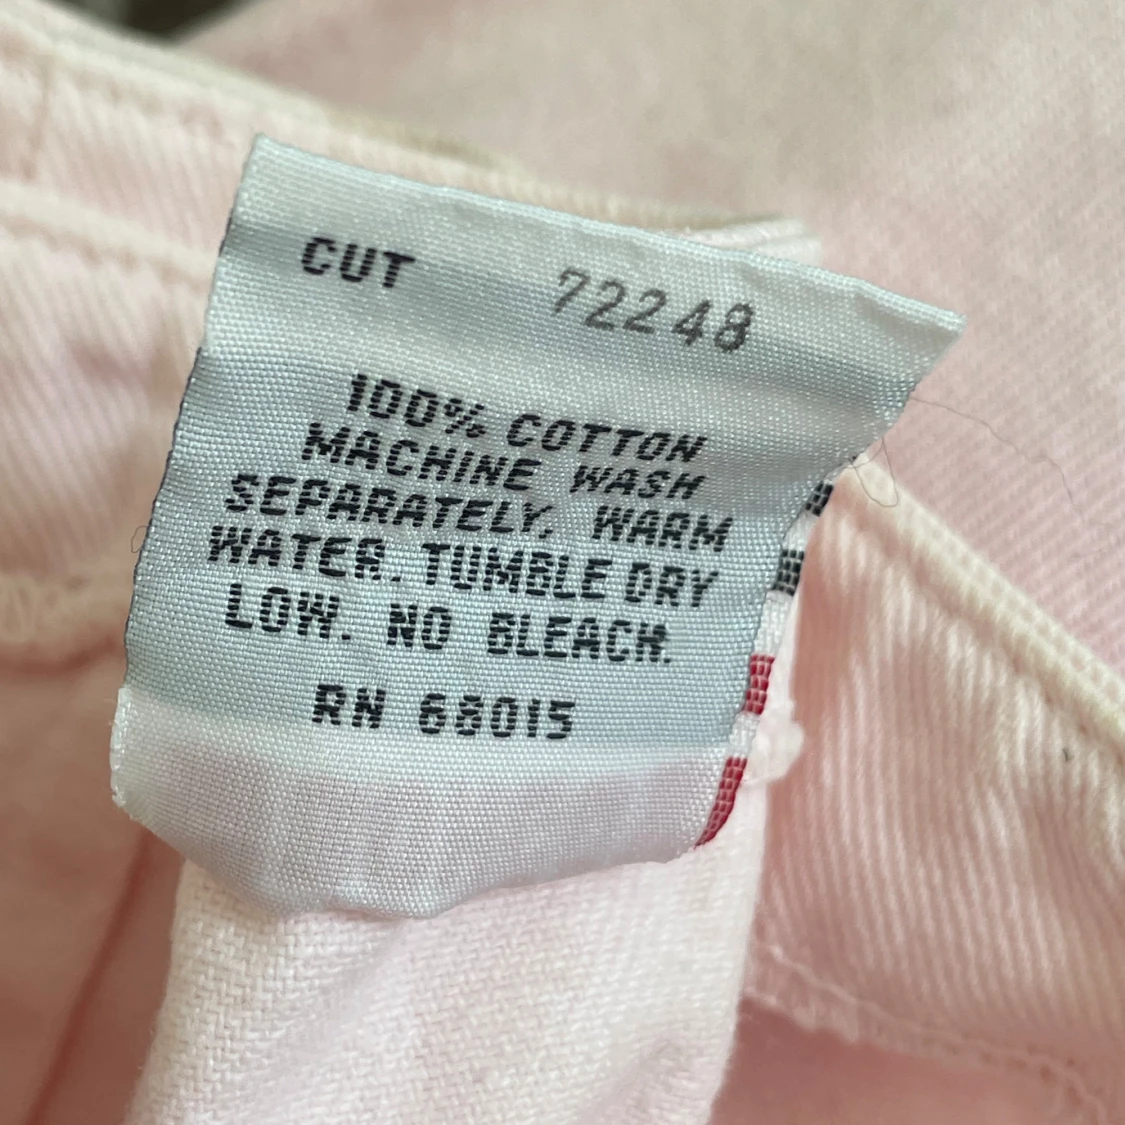 CUT 72248
100% COTTON
MACHINE WASH
SEPARATELY, WARM
WATER. TUMBLE DRY
LOW. NO BLEACH.
RN 68015